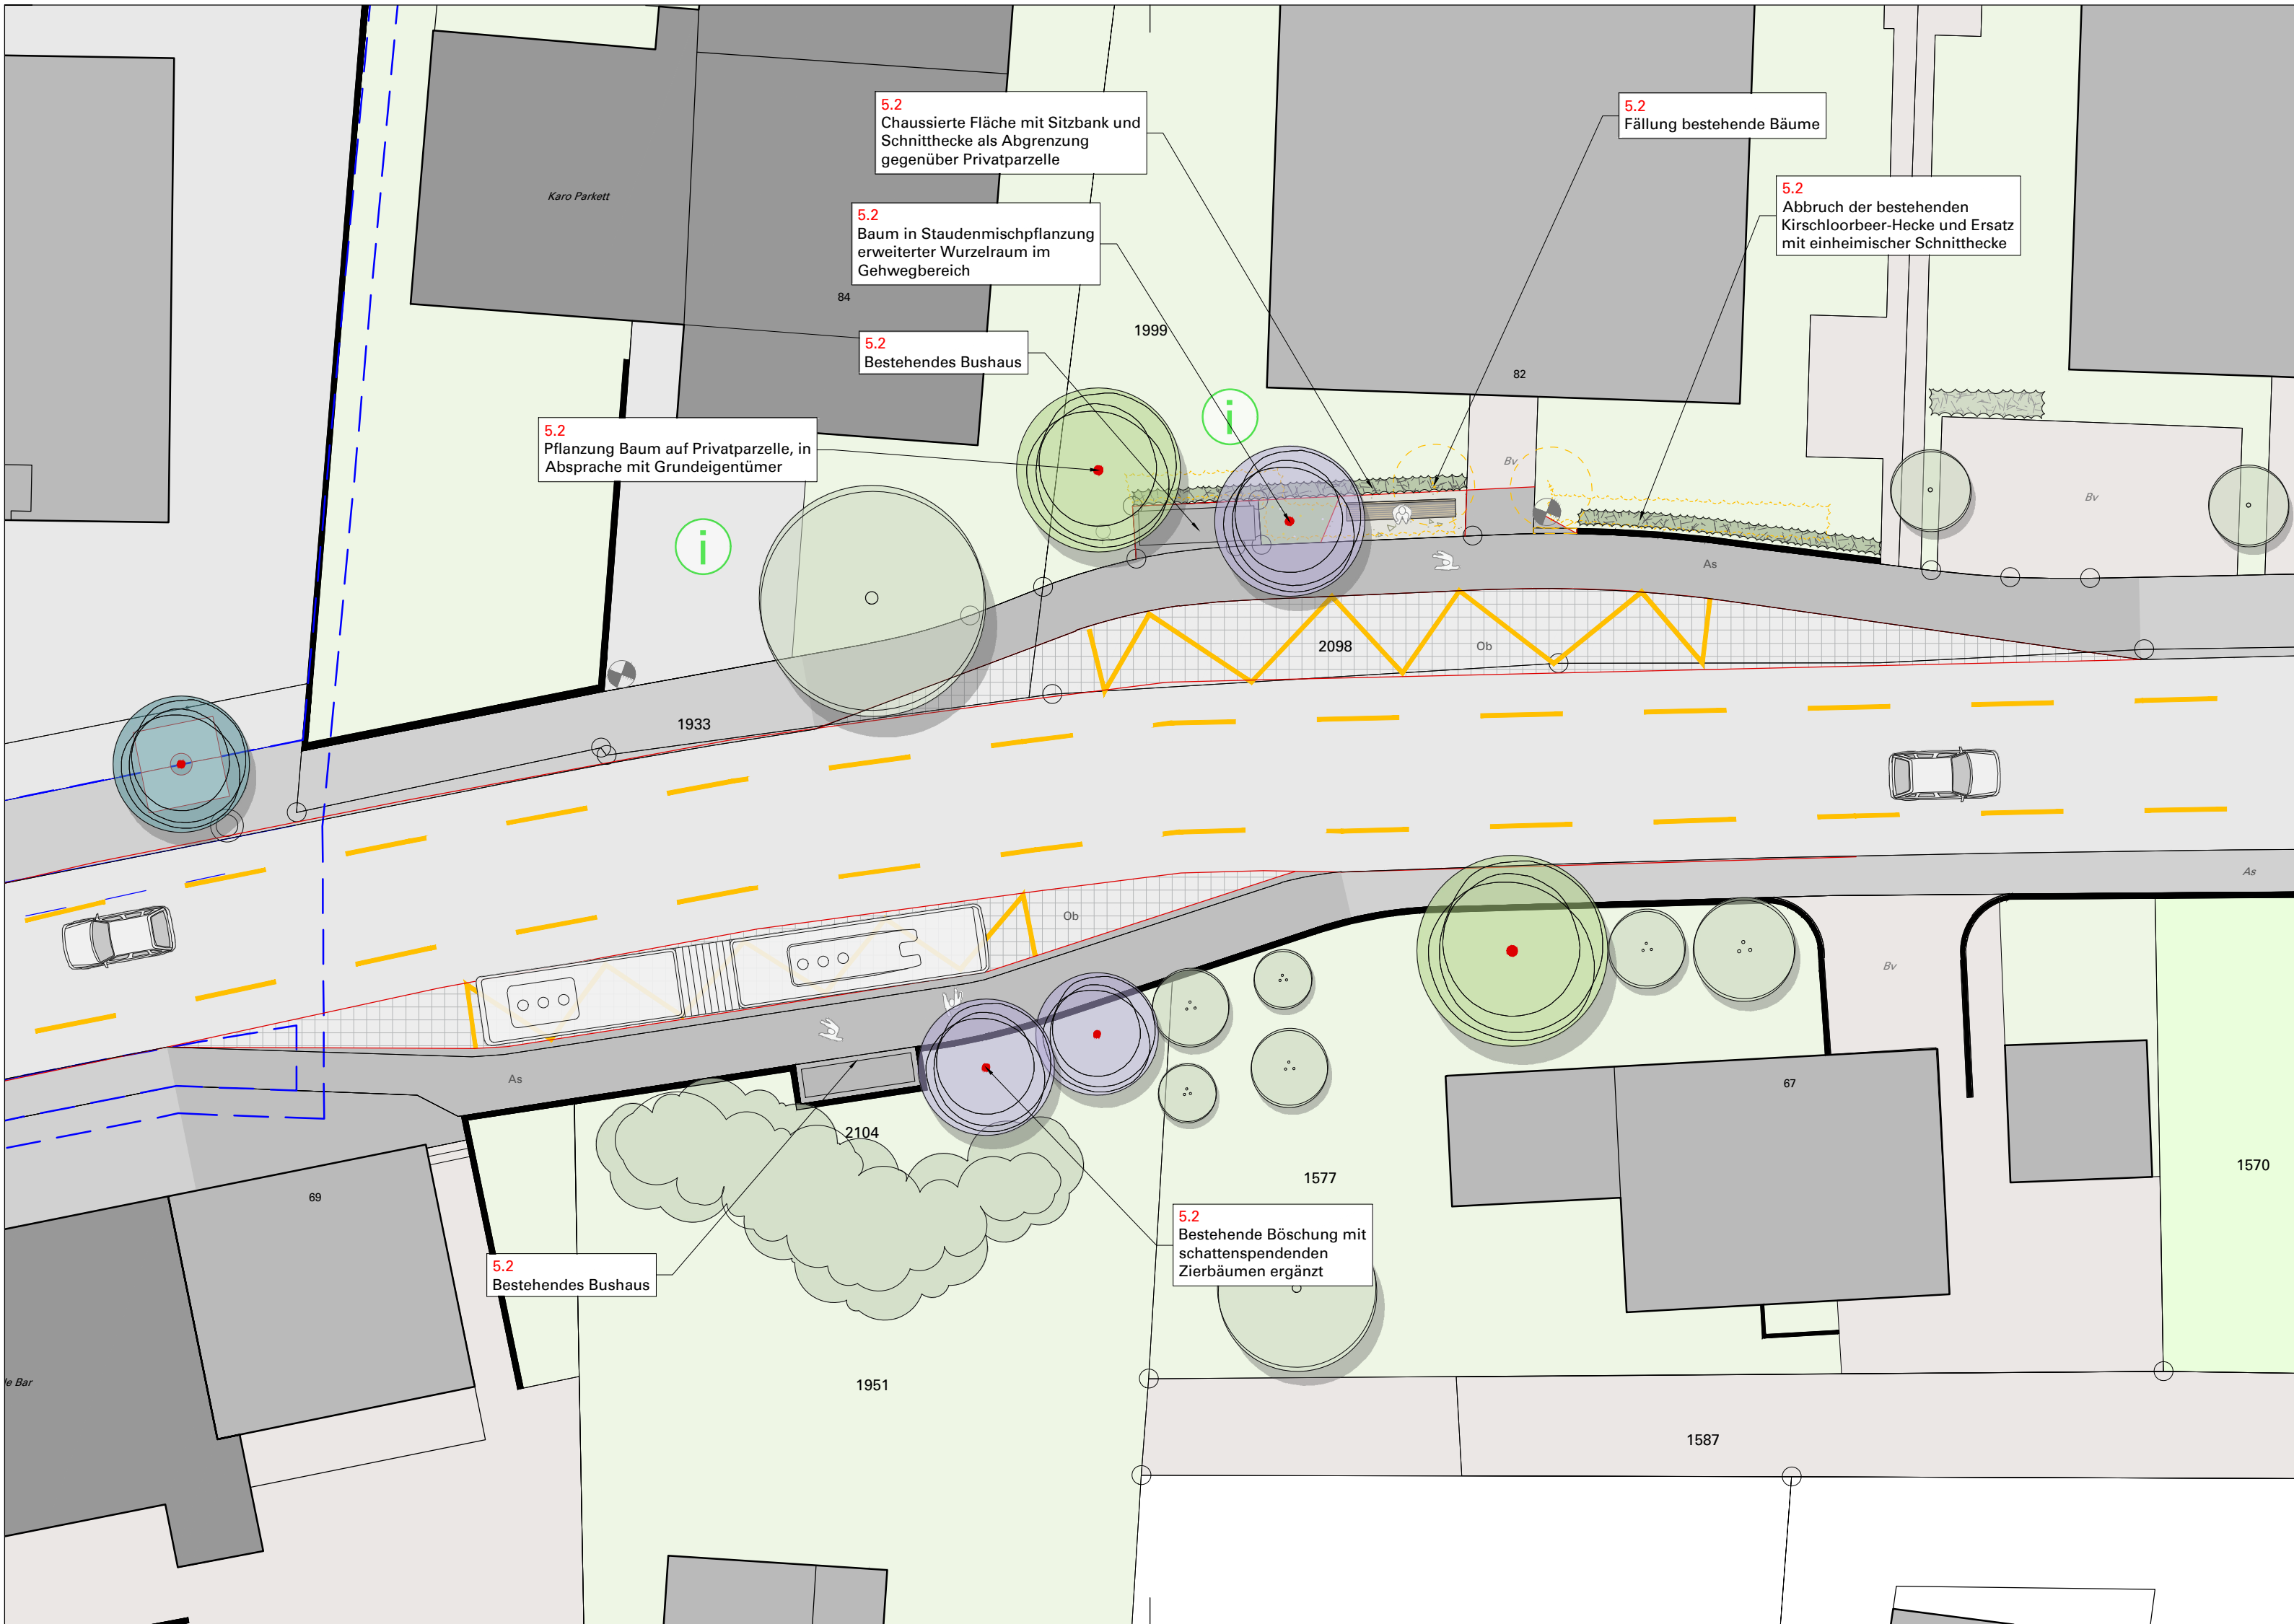 5.2
Chaussierte Fläche mit Sitzbank und
Schnitthecke als Abgrenzung
gegenüber Privatparzelle
5.2
Fällung bestehende Bäume
5.2
Abbruch der bestehenden
Kirschloorbeer-Hecke und Ersatz
mit einheimischer Schnitthecke
Karo Parkett
5.2
Baum in Staudenmischpflanzung
erweiterter Wurzelraum im
Gehwegbereich
84
1999
5.2
Bestehendes Bushaus
82
5.2
Pflanzung Baum auf Privatparzelle, in
Absprache mit Grundeigentümer
i
i
Bv
Bv
As
2098
Ob
1933
As
Ob
Bv
As
67
2104
1577
1570
69
5.2
Bestehende Böschung mit
schattenspendenden
Zierbäumen ergänzt
5.2
Bestehendes Bushaus
le Bar
1951
1587